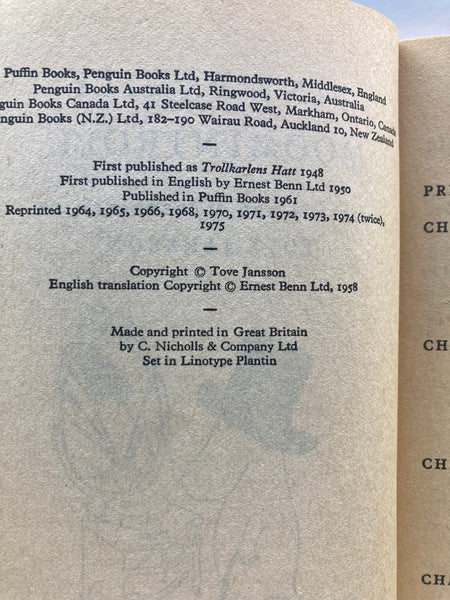 Puffin Books, Penguin Books Ltd, Harmondsworth, Middlesex, England
Penguin Books Australia Ltd, Ringwood, Victoria, Australia
guin Books Canada Ltd, 41 Steelcase Road West, Markham, Ontario, Canada
enguin Books (N.Z.) Ltd, 182–190 Wairau Road, Auckland 10, New Zealand
—
First published as Trollkarlens Hatt 1948
First published in English by Ernest Benn Ltd 1950
Published in Puffin Books 1961
Reprinted 1964, 1965, 1966, 1968, 1970, 1971, 1972, 1973, 1974 (twice),
1975
—
Copyright © Tove Jansson
English translation Copyright © Ernest Benn Ltd, 1958
—
Made and printed in Great Britain
by C. Nicholls & Company Ltd
Set in Linotype Plantin
PR
CH
CH
CH
CHA